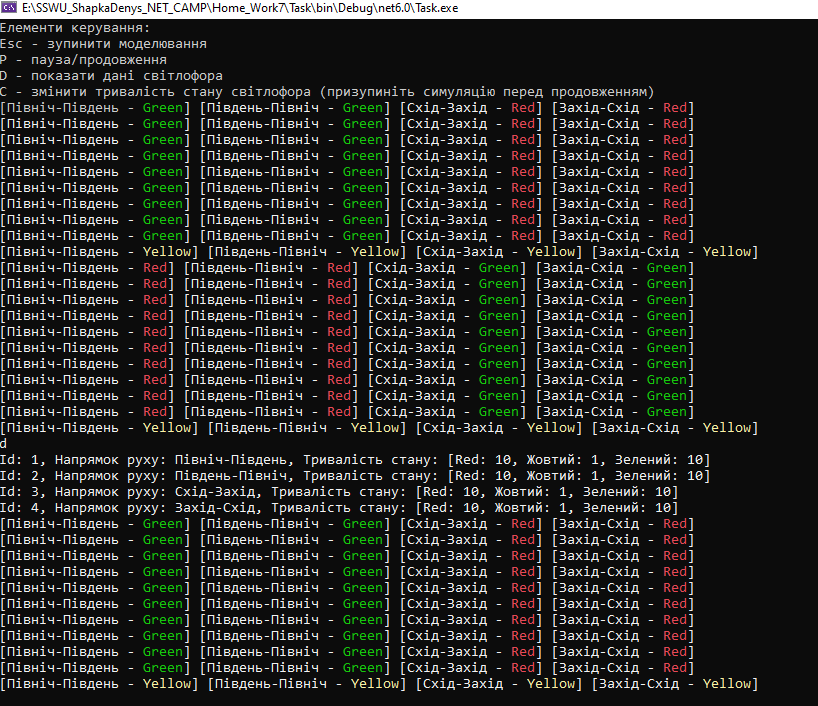 E:\SSWU_ShapkaDenys_NET_CAMP\Home_Work7\Task\bin\Debug\net6.0\Task.exe
Елементи керування:
Esc - зупинити моделювання
P - пауза/продовження
D - показати дані світлофора
C - змінити тривалість стану світлофора (призупиніть симуляцію перед продовженням)
[Північ-Південь - Green] [Південь-Північ - Green] [Схід-Захід - Red] [Захід-Схід - Red]
[Північ-Південь - Green] [Південь-Північ - Green] [Схід-Захід - Red] [Захід-Схід - Red]
[Північ-Південь - Green] [Південь-Північ - Green] [Схід-Захід - Red] [Захід-Схід - Red]
[Північ-Південь - Green] [Південь-Північ - Green] [Схід-Захід - Red] [Захід-Схід - Red]
[Північ-Південь - Green] [Південь-Північ - Green] [Схід-Захід - Red] [Захід-Схід - Red]
[Північ-Південь - Green] [Південь-Північ - Green] [Схід-Захід - Red] [Захід-Схід - Red]
[Північ-Південь - Green] [Південь-Північ - Green] [Схід-Захід - Red] [Захід-Схід - Red]
[Північ-Південь - Green] [Південь-Північ - Green] [Схід-Захід - Red] [Захід-Схід - Red]
[Північ-Південь - Green] [Південь-Північ - Green] [Схід-Захід - Red] [Захід-Схід - Red]
[Північ-Південь - Yellow] [Південь-Північ - Yellow] [Схід-Захід - Yellow] [Захід-Схід - Yellow]
[Північ-Південь - Red] [Південь-Північ - Red] [Схід-Захід - Green] [Захід-Схід - Green]
[Північ-Південь - Red] [Південь-Північ - Red] [Схід-Захід - Green] [Захід-Схід - Green]
[Північ-Південь - Red] [Південь-Північ - Red] [Схід-Захід - Green] [Захід-Схід - Green]
[Північ-Південь - Red] [Південь-Північ - Red] [Схід-Захід - Green] [Захід-Схід - Green]
[Північ-Південь - Red] [Південь-Північ - Red] [Схід-Захід - Green] [Захід-Схід - Green]
[Північ-Південь - Red] [Південь-Північ - Red] [Схід-Захід - Green] [Захід-Схід - Green]
[Північ-Південь - Red] [Південь-Північ - Red] [Схід-Захід - Green] [Захід-Схід - Green]
[Північ-Південь - Red] [Південь-Північ - Red] [Схід-Захід - Green] [Захід-Схід - Green]
[Північ-Південь - Red] [Південь-Північ - Red] [Схід-Захід - Green] [Захід-Схід - Green]
[Північ-Південь - Red] [Південь-Північ - Red] [Схід-Захід - Green] [Захід-Схід - Green]
[Північ-Південь - Yellow] [Південь-Північ - Yellow] [Схід-Захід - Yellow] [Захід-Схід - Yellow]
d
Id: 1, Напрямок руху: Північ-Південь, Тривалість стану: [Red: 10, Жовтий: 1, Зелений: 10]
Id: 2, Напрямок руху: Південь-Північ, Тривалість стану: [Red: 10, Жовтий: 1, Зелений: 10]
Id: 3, Напрямок руху: Схід-Захід, Тривалість стану: [Red: 10, Жовтий: 1, Зелений: 10]
Id: 4, Напрямок руху: Захід-Схід, Тривалість стану: [Red: 10, Жовтий: 1, Зелений: 10]
[Північ-Південь - Green] [Південь-Північ - Green] [Схід-Захід - Red] [Захід-Схід - Red]
[Північ-Південь - Green] [Південь-Північ - Green] [Схід-Захід - Red] [Захід-Схід - Red]
[Північ-Південь - Green] [Південь-Північ - Green] [Схід-Захід - Red] [Захід-Схід - Red]
[Північ-Південь - Green] [Південь-Північ - Green] [Схід-Захід - Red] [Захід-Схід - Red]
[Північ-Південь - Green] [Південь-Північ - Green] [Схід-Захід - Red] [Захід-Схід - Red]
[Північ-Південь - Green] [Південь-Північ - Green] [Схід-Захід - Red] [Захід-Схід - Red]
[Північ-Південь - Green] [Південь-Північ - Green] [Схід-Захід - Red] [Захід-Схід - Red]
[Північ-Південь - Green] [Південь-Північ - Green] [Схід-Захід - Red] [Захід-Схід - Red]
[Північ-Південь - Green] [Південь-Північ - Green] [Схід-Захід - Red] [Захід-Схід - Red]
[Північ-Південь - Green] [Південь-Північ - Green] [Схід-Захід - Red] [Захід-Схід - Red]
[Північ-Південь - Yellow] [Південь-Північ - Yellow] [Схід-Захід - Yellow] [Захід-Схід - Yellow]